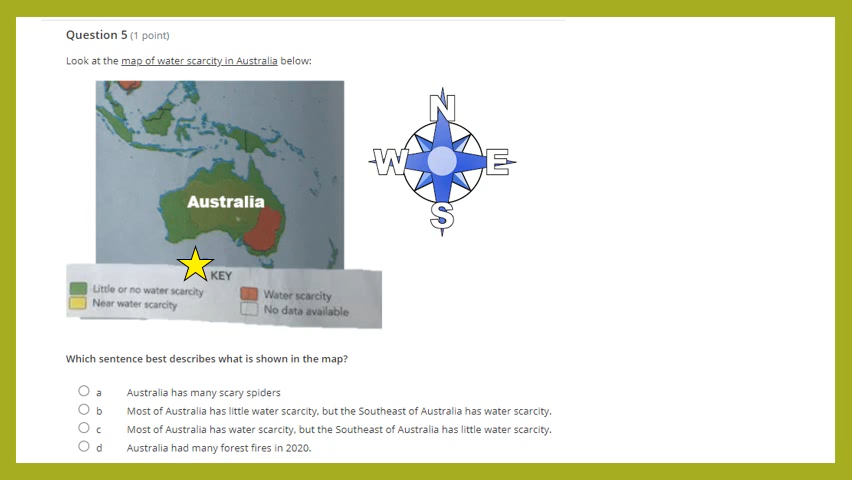 Question 5 (1 point)
Look at the map of water scarcity in Australia below:
N
W
E
S
Australia
KEY
Little or no water scarcity
Near water scarcity
Water scarcity
No data available
Which sentence best describes what is shown in the map?
a Australia has many scary spiders
b Most of Australia has little water scarcity, but the Southeast of Australia has water scarcity.
c Most of Australia has water scarcity, but the Southeast of Australia has little water scarcity.
d Australia had many forest fires in 2020.